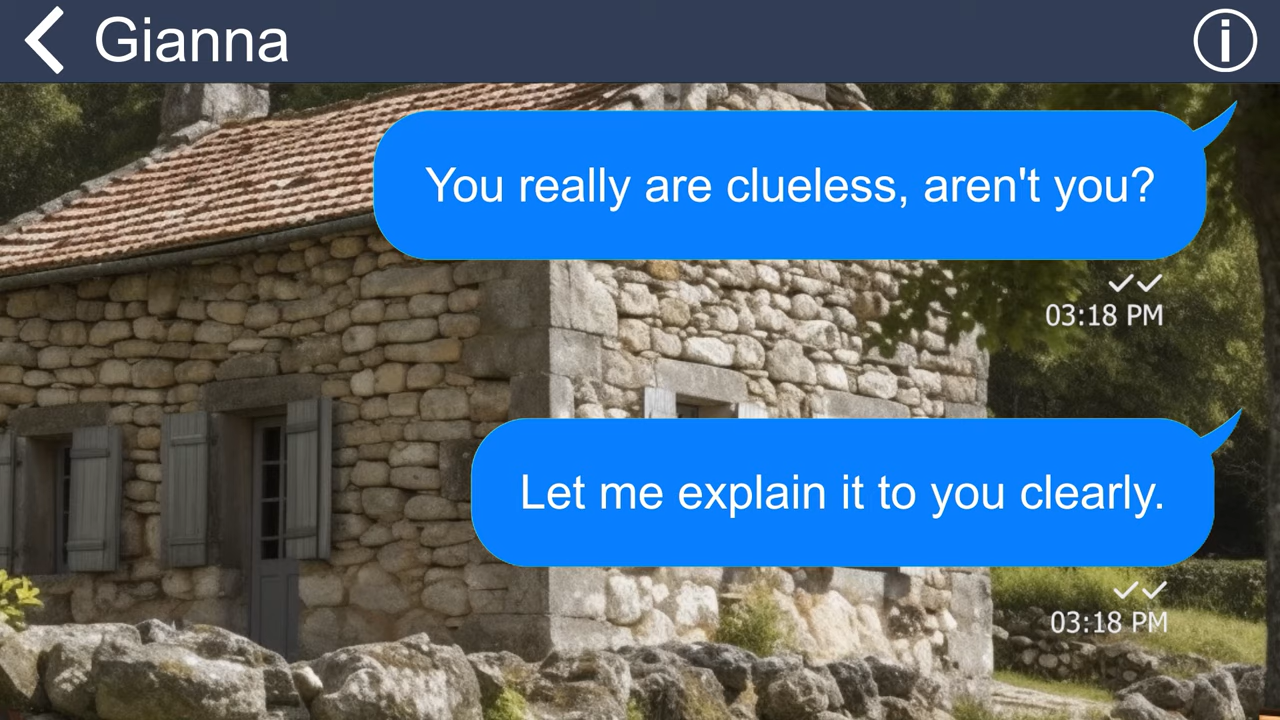 Gianna
You really are clueless, aren't you?
03:18 PM
Let me explain it to you clearly.
03:18 PM